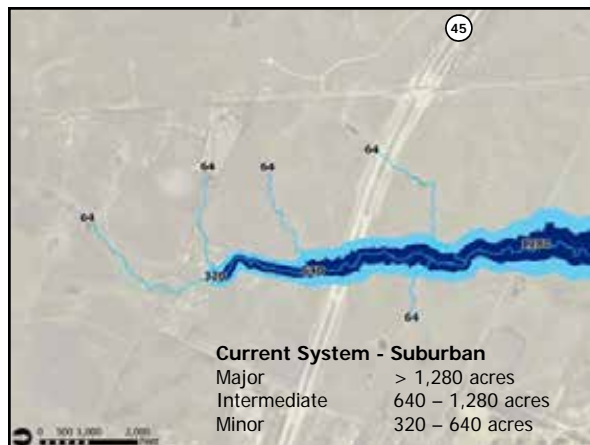 45
64
64
64
64
320
640
1280
64
Current System - Suburban
Major > 1,280 acres
Intermediate 640 – 1,280 acres
Minor 320 – 640 acres
0 500 1,000 2,000
Feet